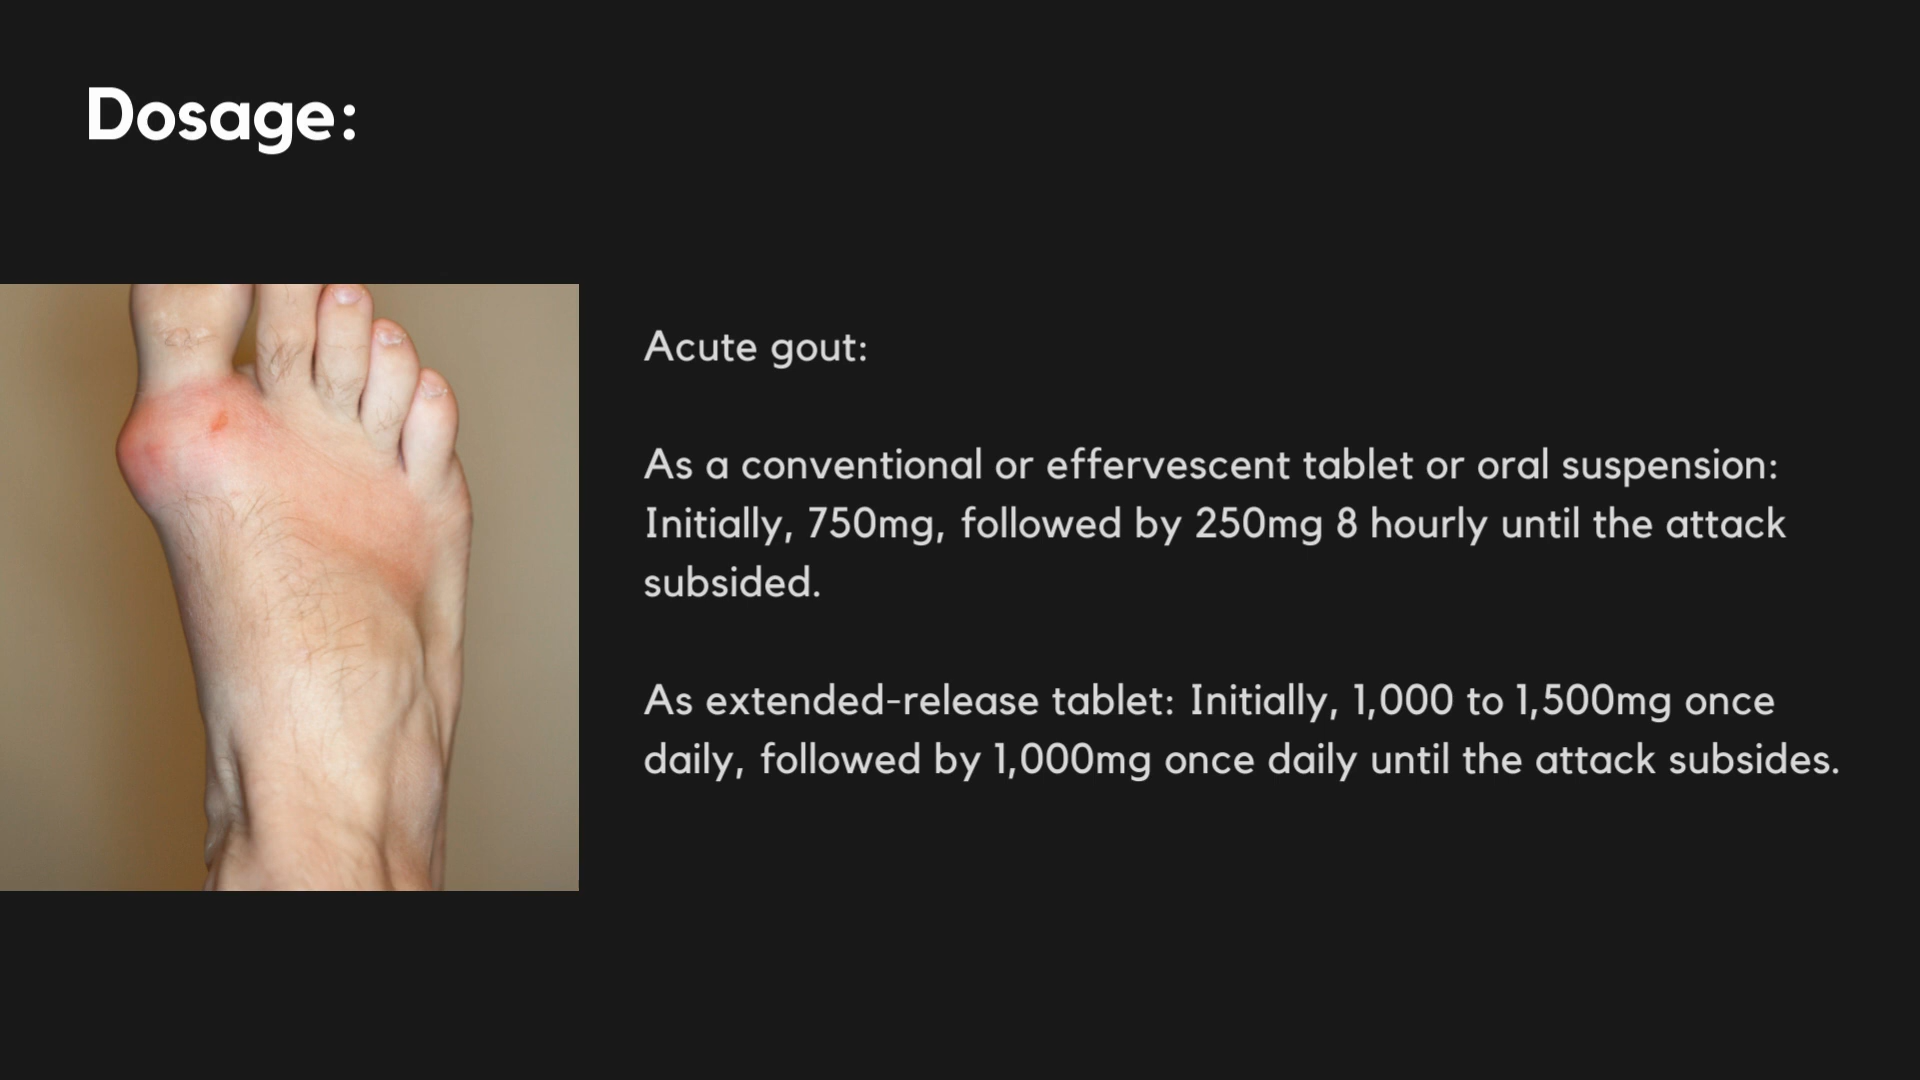 Dosage:
Acute gout:
As a conventional or effervescent tablet or oral suspension:
Initially, 750mg, followed by 250mg 8 hourly until the attack
subsided.
As extended-release tablet: Initially, 1,000 to 1,500mg once
daily, followed by 1,000mg once daily until the attack subsides.